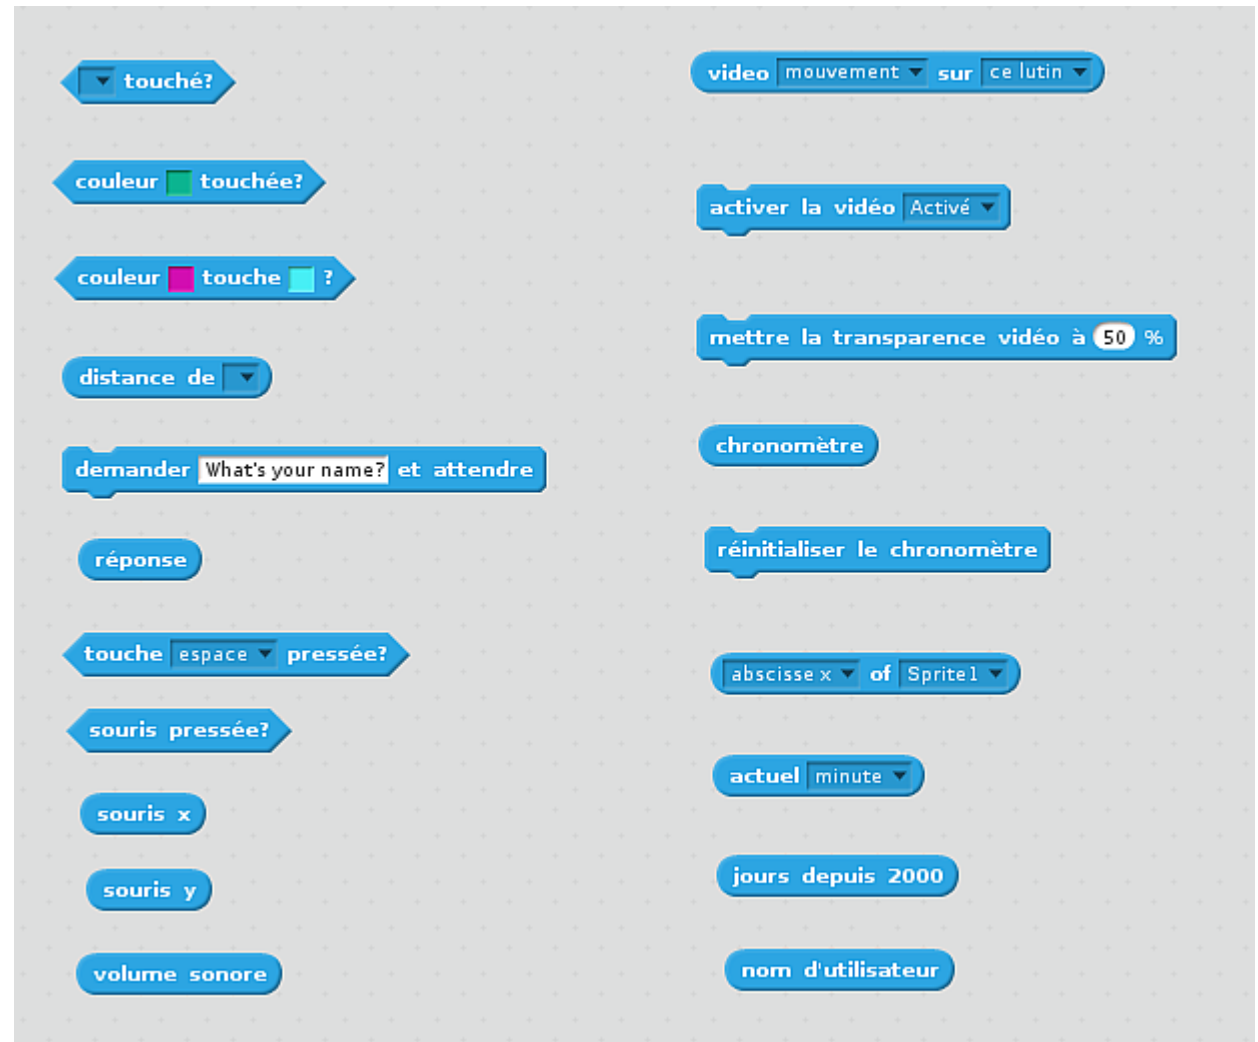 touché?
couleur touchée?
couleur touche ?
distance de
demander What's your name? et attendre
réponse
touche espace pressée?
souris pressée?
souris x
souris y
volume sonore
video mouvement sur ce lutin
activer la vidéo Activé
mettre la transparence vidéo à 50 %
chronomètre
réinitialiser le chronomètre
abscisse x of Sprite1
actuel minute
jours depuis 2000
nom d'utilisateur